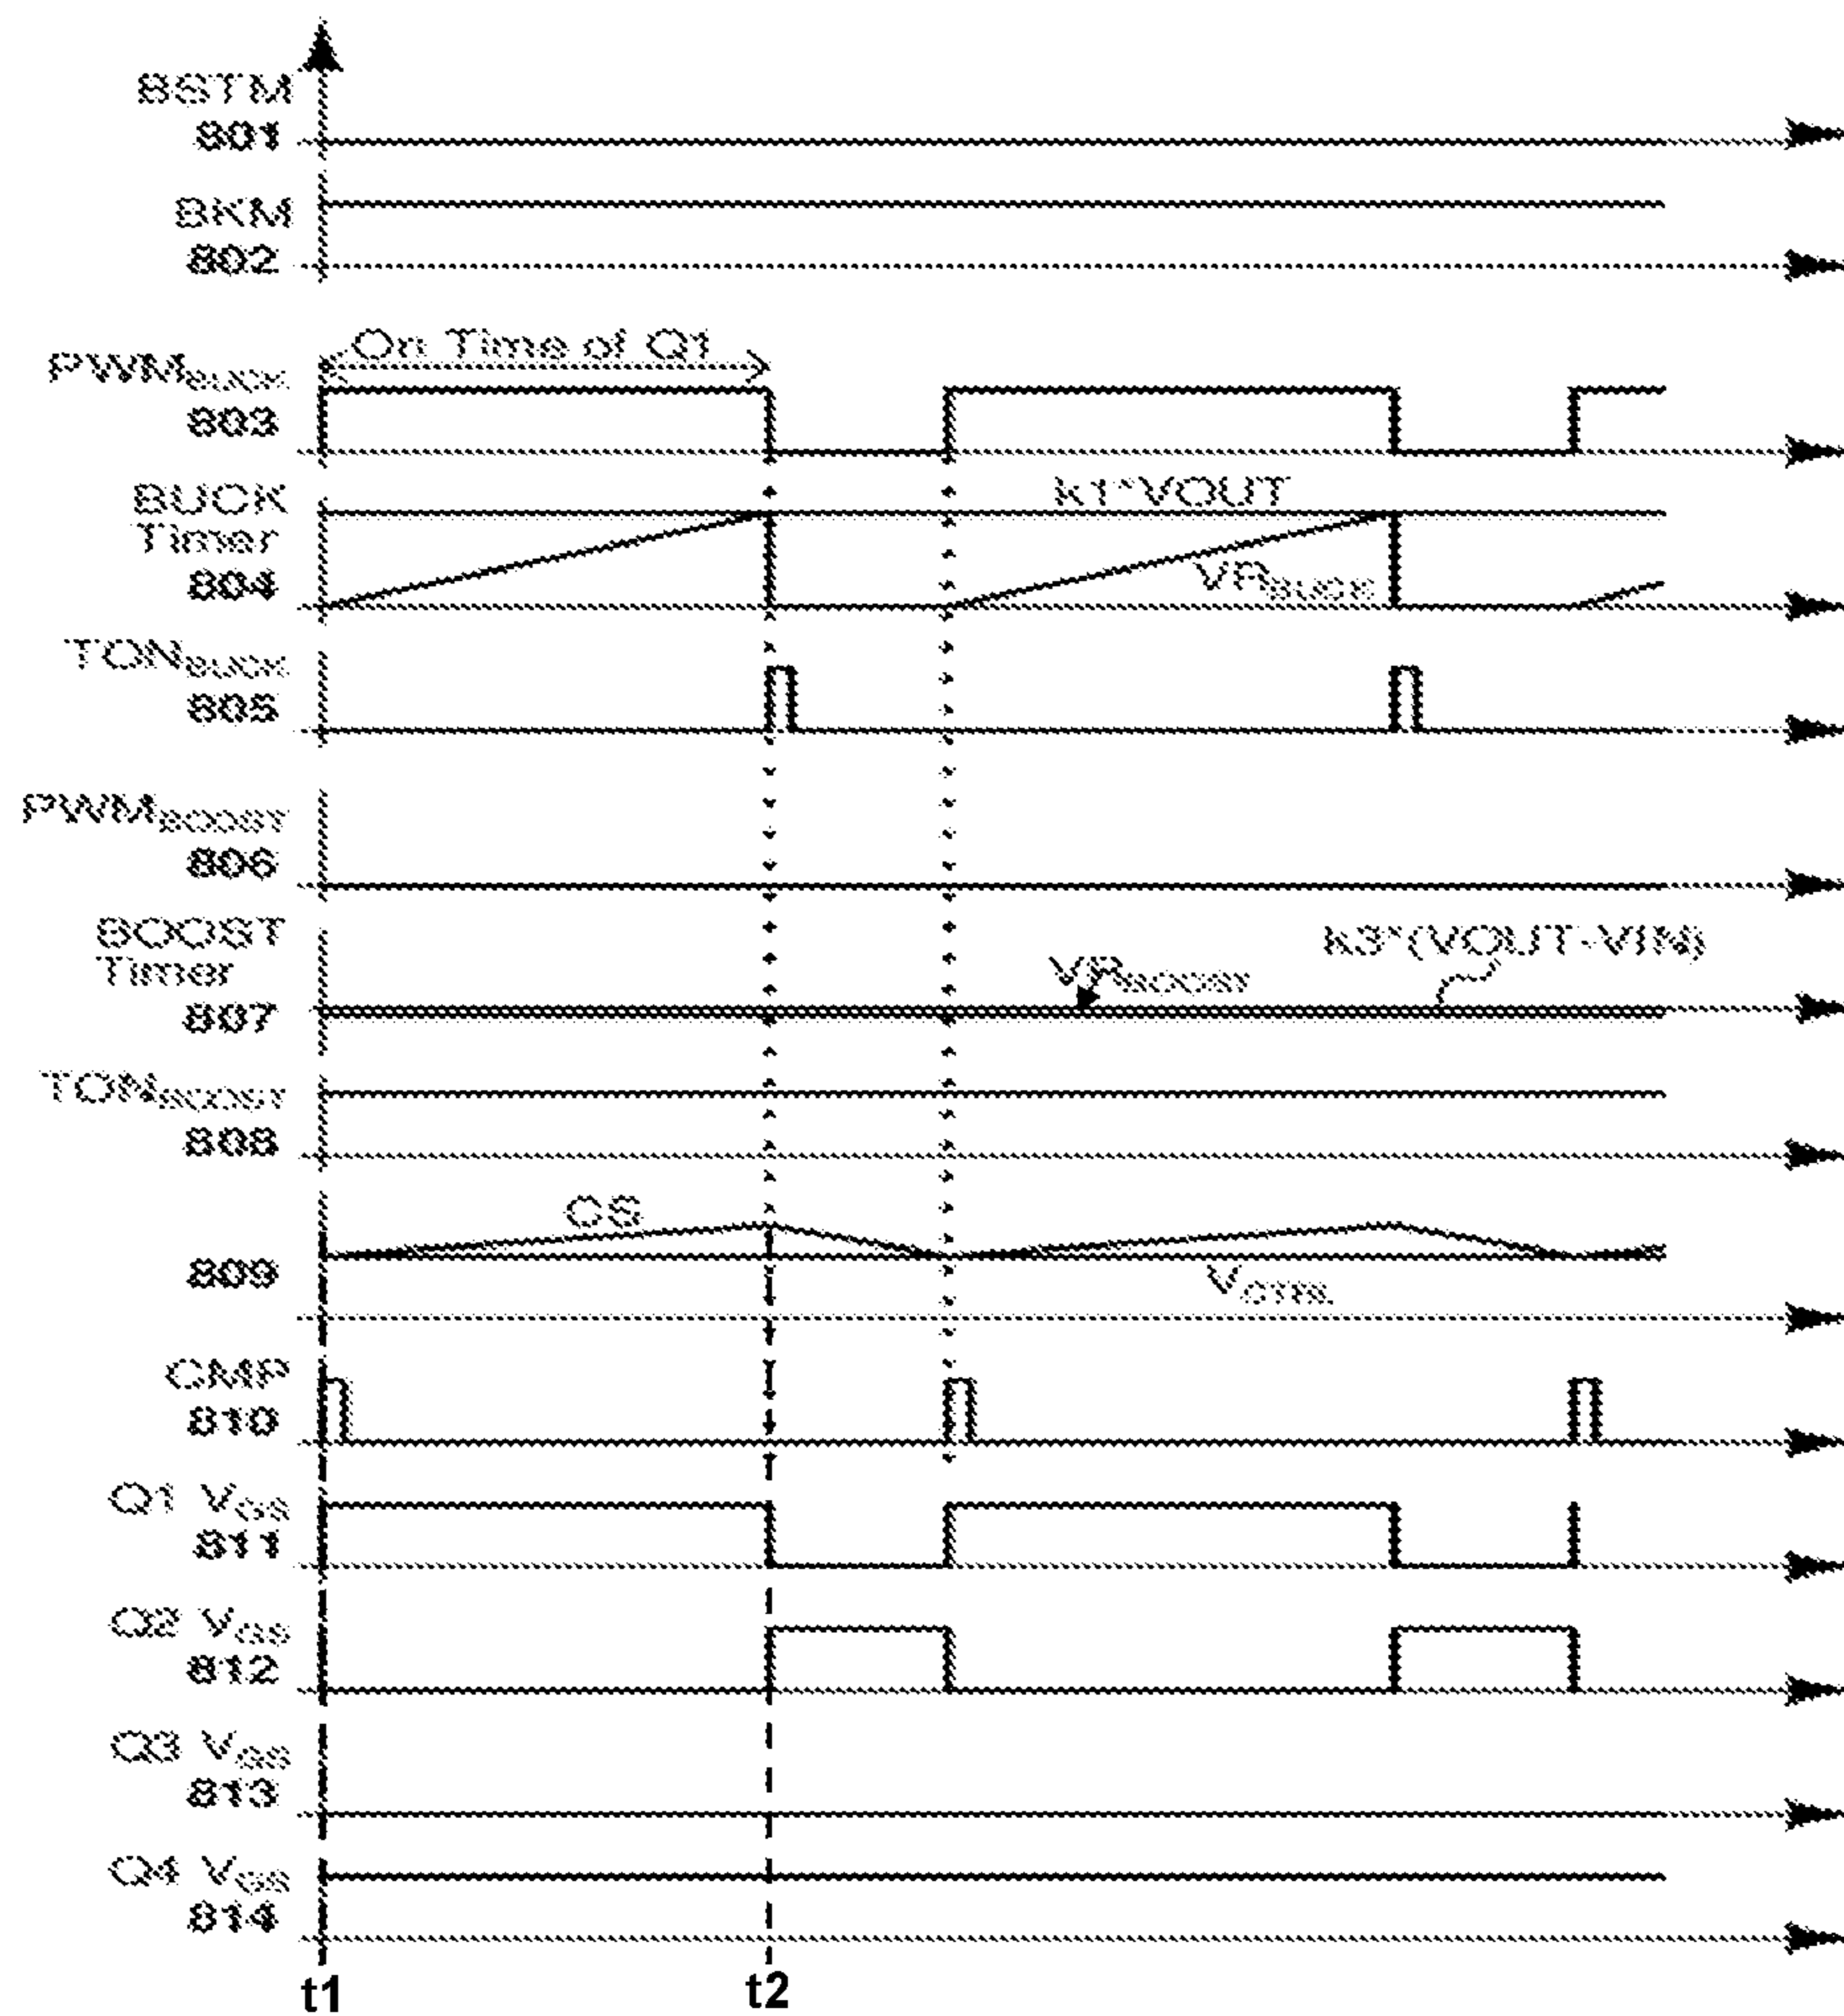 BSTM
801
BKM
802
On Time of Q1
PWMBUCK
803
BUCK
Timer
804
k1*VOUT
VRBUCK
TONBUCK
805
PWMBOOST
806
BOOST
Timer
807
VRBOOST
k3*(VOUT-VIN)
TONBOOST
808
CS
809
VCTRL
CMP
810
Q1 VGS
811
Q2 VGS
812
Q3 VGS
813
Q4 VGS
814
t1
t2